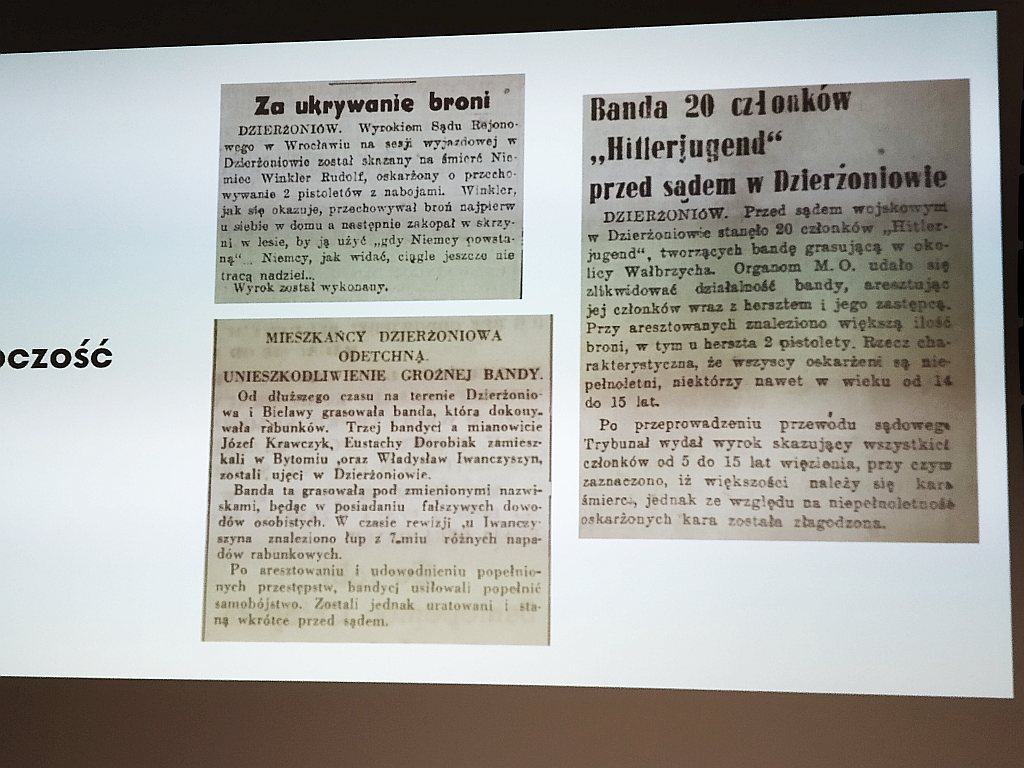 oczość
Za ukrywanie broni
DZIERŻONIÓW. Wyrokiem Sądu Rejono-
wego w Wrocławiu na sesji wyjazdowej w
Dzierżoniowie został skazany na śmierć Nie-
miec Winkler Rudolf, oskarżony o przecho-
wywanie 2 pistoletów z nabojami. Winkler,
jak się okazuje, przechowywał broń najpierw
u siebie w domu a następnie zakopał w skrzy-
ni w lesie, by ją użyć „gdy Niemcy powsta-
ną“... Niemcy, jak widać, ciągle jeszcze nie
tracą nadziei...
Wyrok został wykonany.
MIESZKAŃCY DZIERŻONIOWA
ODETCHNĄ.
UNIESZKODLIWIENIE GROŹNEJ BANDY.
Od dłuższego czasu na terenie Dzierżonio-
wa i Bielawy grasowała banda, która dokony-
wała rabunków. Trzej bandyci a mianowicie
Józef Krawczyk, Eustachy Dorobiak zamiesz-
kali w Bytomiu ,oraz Władysław Iwanczyszyn,
zostali ujęci w Dzierżoniowie.
Banda ta grasowała pod zmienionymi nazwi-
skami, będąc w posiadaniu fałszywych dowo-
dów osobistych. W czasie rewizji ,u Iwanczy-
szyna znaleziono łup z 7-miu różnych napa-
dów rabunkowych.
Po aresztowaniu i udowodnieniu popełnio-
nych przestępstw, bandyci usiłowali popełnić
samobójstwo. Zostali jednak uratowani i sta-
ną wkrótce przed sądem.
Banda 20 członków
„Hitlerjugend“
przed sądem w Dzierżoniowie
DZIERŻONIÓW. Przed sądem wojskowym
w Dzierżoniowie stanęło 20 członków „Hitler-
jugend“, tworzących bandę grasującą w oko-
licy Wałbrzycha. Organom M. O. udało się
zlikwidować działalność bandy, aresztując
jej członków wraz z hersztem i jego zastępcą.
Przy aresztowanych znaleziono większą ilość
broni, w tym u herszta 2 pistolety. Rzecz cha-
rakterystyczna, że wszyscy oskarżeni są nie-
pełnoletni, niektórzy nawet w wieku od 14
do 15 lat.
Po przeprowadzeniu przewodu sądowego
Trybunał wydał wyrok skazujący wszystkich
członków od 5 do 15 lat więzienia, przy czym
zaznaczono, iż większości należy się kara
śmierci, jednak ze względu na niepełnoletność
oskarżonych kara została złagodzona.